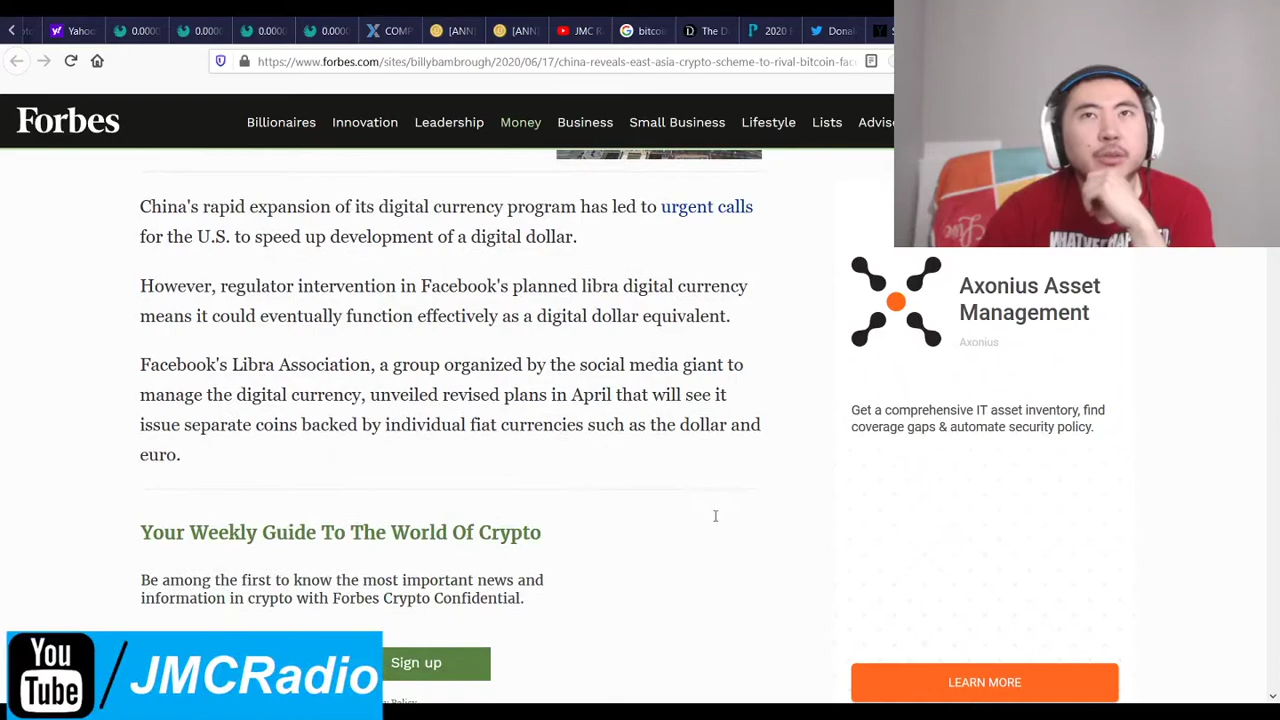 Yahoo
0.0000
0.0000
0.0000
0.0000
COMP
[ANN
[ANN
JMC R
bitcoi
The D
2020 E
Donal
https://www.forbes.com/sites/billybambrough/2020/06/17/china-reveals-east-asia-crypto-scheme-to-rival-bitcoin-fac
Forbes
Billionaires Innovation Leadership Money Business Small Business Lifestyle Lists Adviso
China's rapid expansion of its digital currency program has led to urgent calls
for the U.S. to speed up development of a digital dollar.
However, regulator intervention in Facebook's planned libra digital currency
means it could eventually function effectively as a digital dollar equivalent.
Facebook's Libra Association, a group organized by the social media giant to
manage the digital currency, unveiled revised plans in April that will see it
issue separate coins backed by individual fiat currencies such as the dollar and
euro.
Your Weekly Guide To The World Of Crypto
Be among the first to know the most important news and
information in crypto with Forbes Crypto Confidential.
Sign up
Policy
Axonius Asset
Management
Axonius
Get a comprehensive IT asset inventory, find
coverage gaps & automate security policy.
LEARN MORE
You
Tube
/JMCRadio